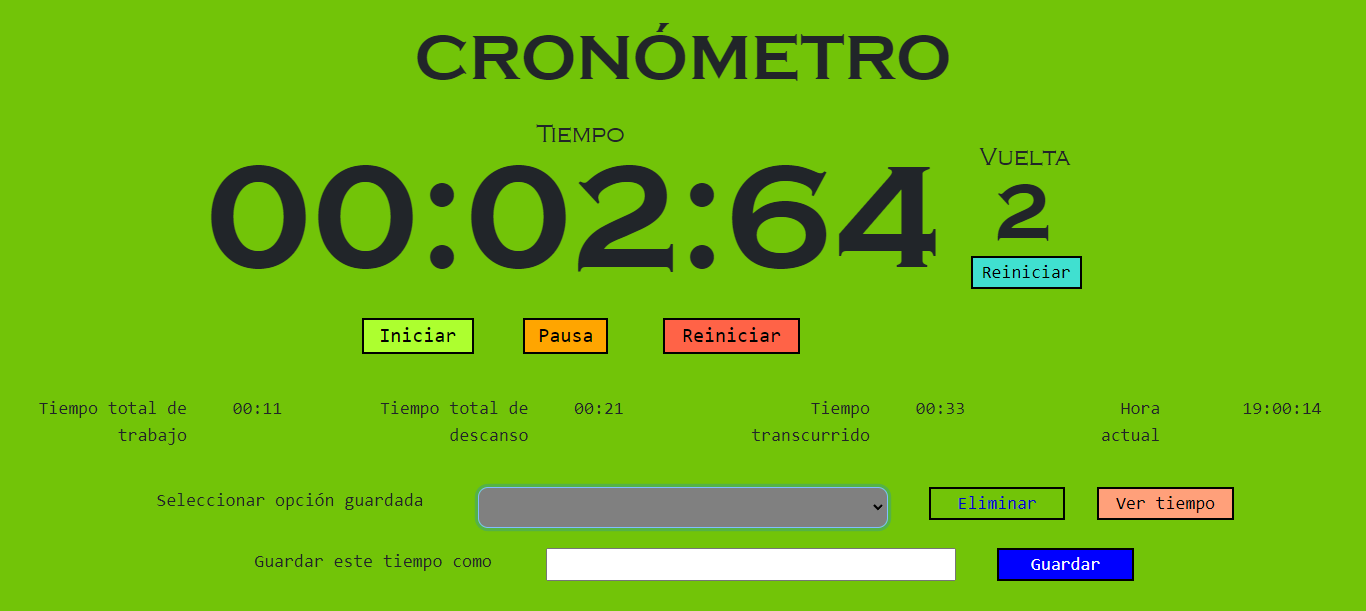 CRONÓMETRO
TIEMPO
00:02:64
VUELTA
2
Reiniciar
Iniciar
Pausa
Reiniciar
Tiempo total de
trabajo
00:11
Tiempo total de
descanso
00:21
Tiempo
transcurrido
00:33
Hora
actual
19:00:14
Seleccionar opción guardada
Eliminar
Ver tiempo
Guardar este tiempo como
Guardar